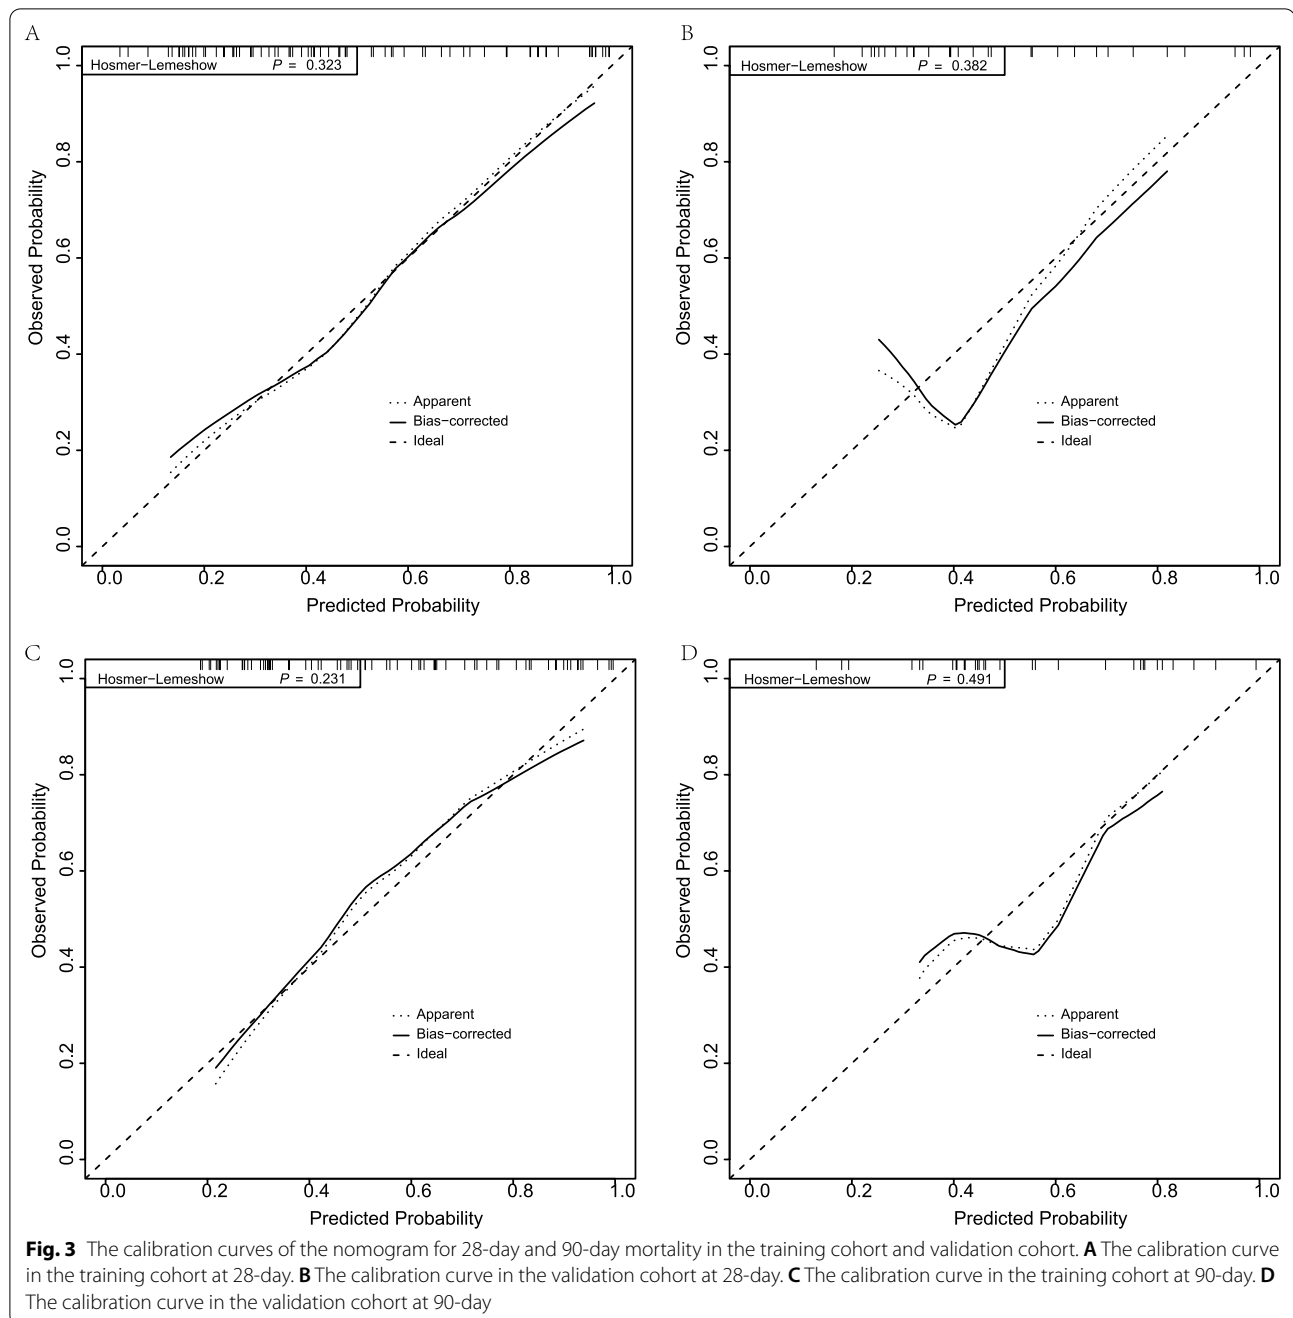 A
Hosmer−Lemeshow P = 0.323
1.0
0.8
0.6
0.4
0.2
0.0
Observed Probability
Apparent
Bias−corrected
Ideal
0.0 0.2 0.4 0.6 0.8 1.0
Predicted Probability
B
Hosmer−Lemeshow P = 0.382
1.0
0.8
0.6
0.4
0.2
0.0
Observed Probability
Apparent
Bias−corrected
Ideal
0.0 0.2 0.4 0.6 0.8 1.0
Predicted Probability
C
Hosmer−Lemeshow P = 0.231
1.0
0.8
0.6
0.4
0.2
0.0
Observed Probability
Apparent
Bias−corrected
Ideal
0.0 0.2 0.4 0.6 0.8 1.0
Predicted Probability
D
Hosmer−Lemeshow P = 0.491
1.0
0.8
0.6
0.4
0.2
0.0
Observed Probability
Apparent
Bias−corrected
Ideal
0.0 0.2 0.4 0.6 0.8 1.0
Predicted Probability
Fig. 3 The calibration curves of the nomogram for 28-day and 90-day mortality in the training cohort and validation cohort. A The calibration curve
in the training cohort at 28-day. B The calibration curve in the validation cohort at 28-day. C The calibration curve in the training cohort at 90-day. D
The calibration curve in the validation cohort at 90-day